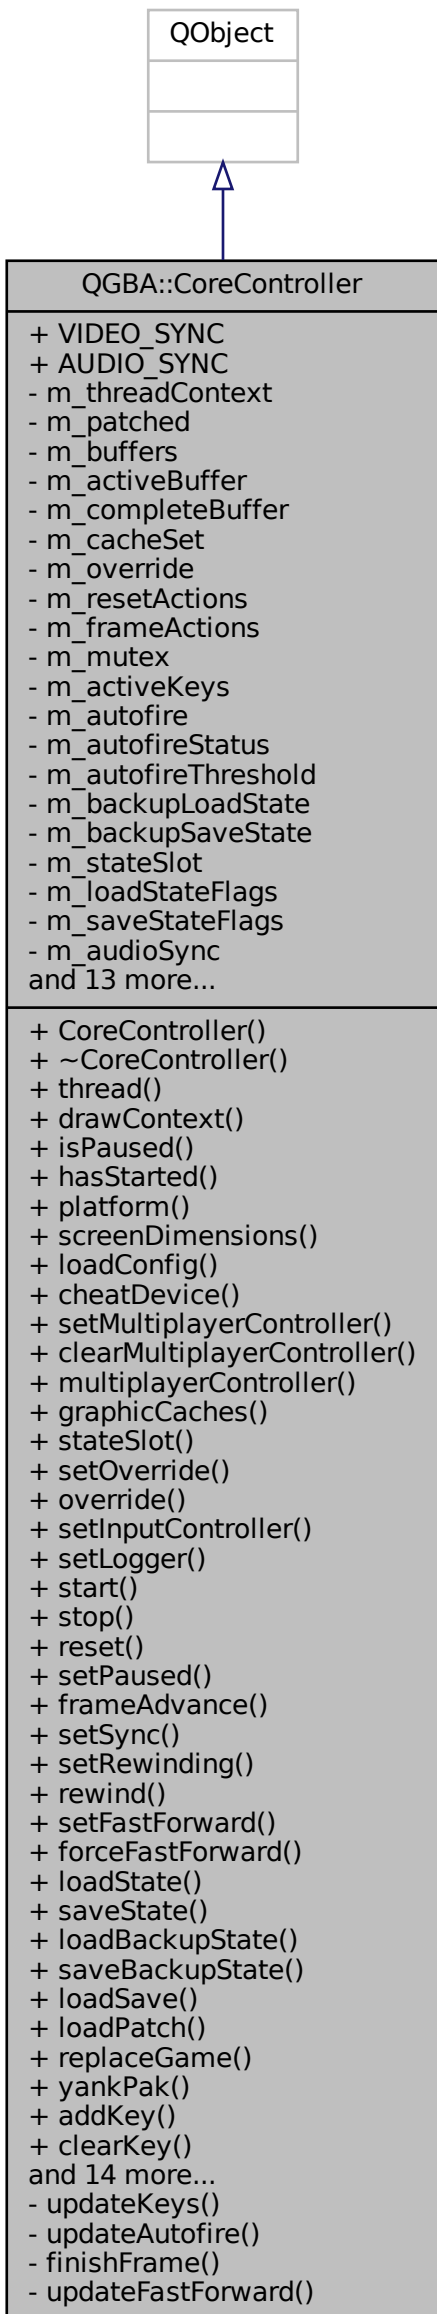 QObject
QGBA::CoreController
+ VIDEO_SYNC
+ AUDIO_SYNC
- m_threadContext
- m_patched
- m_buffers
- m_activeBuffer
- m_completeBuffer
- m_cacheSet
- m_override
- m_resetActions
- m_frameActions
- m_mutex
- m_activeKeys
- m_autofire
- m_autofireStatus
- m_autofireThreshold
- m_backupLoadState
- m_backupSaveState
- m_stateSlot
- m_loadStateFlags
- m_saveStateFlags
- m_audioSync
and 13 more...
+ CoreController()
+ ~CoreController()
+ thread()
+ drawContext()
+ isPaused()
+ hasStarted()
+ platform()
+ screenDimensions()
+ loadConfig()
+ cheatDevice()
+ setMultiplayerController()
+ clearMultiplayerController()
+ multiplayerController()
+ graphicCaches()
+ stateSlot()
+ setOverride()
+ override()
+ setInputController()
+ setLogger()
+ start()
+ stop()
+ reset()
+ setPaused()
+ frameAdvance()
+ setSync()
+ setRewinding()
+ rewind()
+ setFastForward()
+ forceFastForward()
+ loadState()
+ saveState()
+ loadBackupState()
+ saveBackupState()
+ loadSave()
+ loadPatch()
+ replaceGame()
+ yankPak()
+ addKey()
+ clearKey()
and 14 more...
- updateKeys()
- updateAutofire()
- finishFrame()
- updateFastForward()